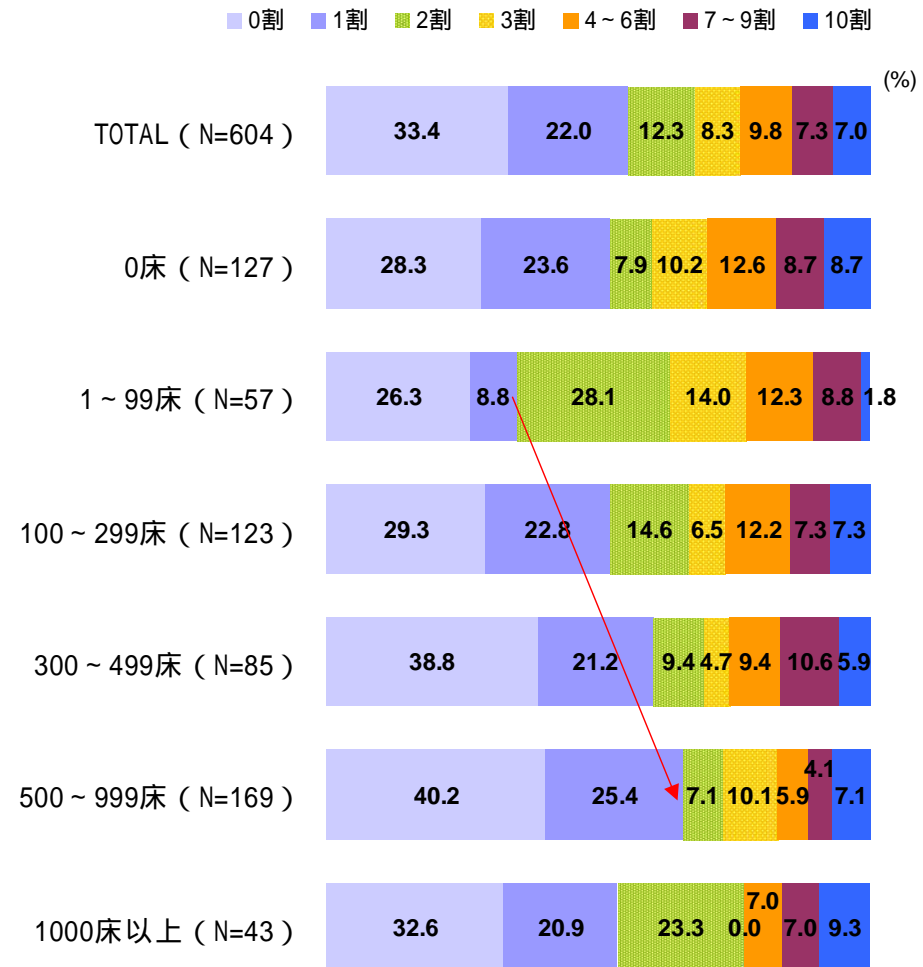 0割 1割 2割 3割 4～6割 7～9割 10割
(%)
TOTAL（N=604） 33.4 22.0 12.3 8.3 9.8 7.3 7.0
0床（N=127） 28.3 23.6 7.9 10.2 12.6 8.7 8.7
1～99床（N=57） 26.3 8.8 28.1 14.0 12.3 8.8 1.8
100～299床（N=123） 29.3 22.8 14.6 6.5 12.2 7.3 7.3
300～499床（N=85） 38.8 21.2 9.4 4.7 9.4 10.6 5.9
500～999床（N=169） 40.2 25.4 7.1 10.1 5.9 4.1 7.1
1000床以上（N=43） 32.6 20.9 23.3 0.0 7.0 7.0 9.3